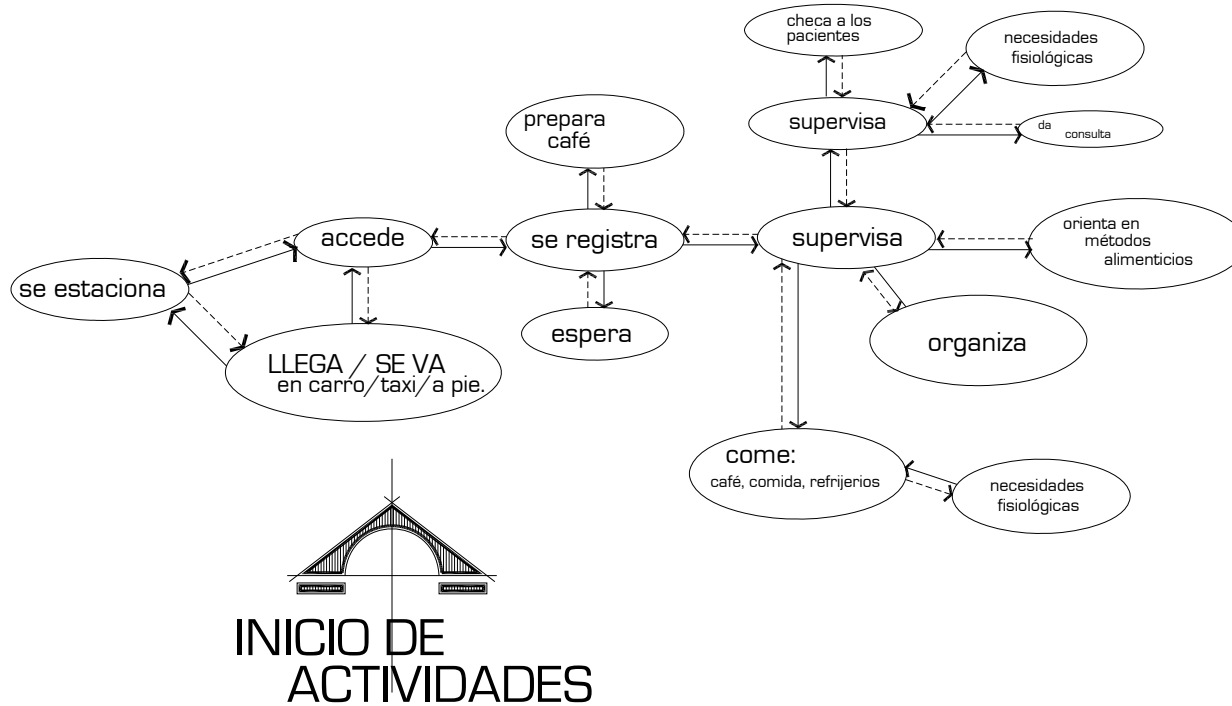 checa a los
pacientes
necesidades
fisiológicas
supervisa
da
consulta
prepara
café
accede
se registra
supervisa
orienta en
métodos
alimenticios
se estaciona
espera
organiza
LLEGA / SE VA
en carro/taxi/a pie.
come:
café, comida, refrijerios
necesidades
fisiológicas
INICIO DE
ACTIVIDADES